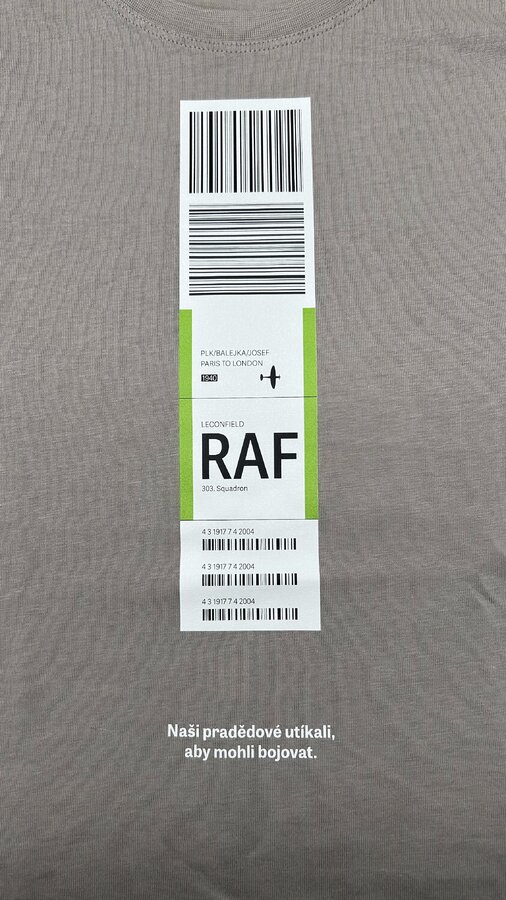 PLK/BALEJKA/JOSEF
PARIS TO LONDON
1940
LECONFIELD
RAF
303. Squadron
4 3 1917 7 4 2004
4 3 1917 7 4 2004
4 3 1917 7 4 2004
Naši pradědové utíkali,
aby mohli bojovat.